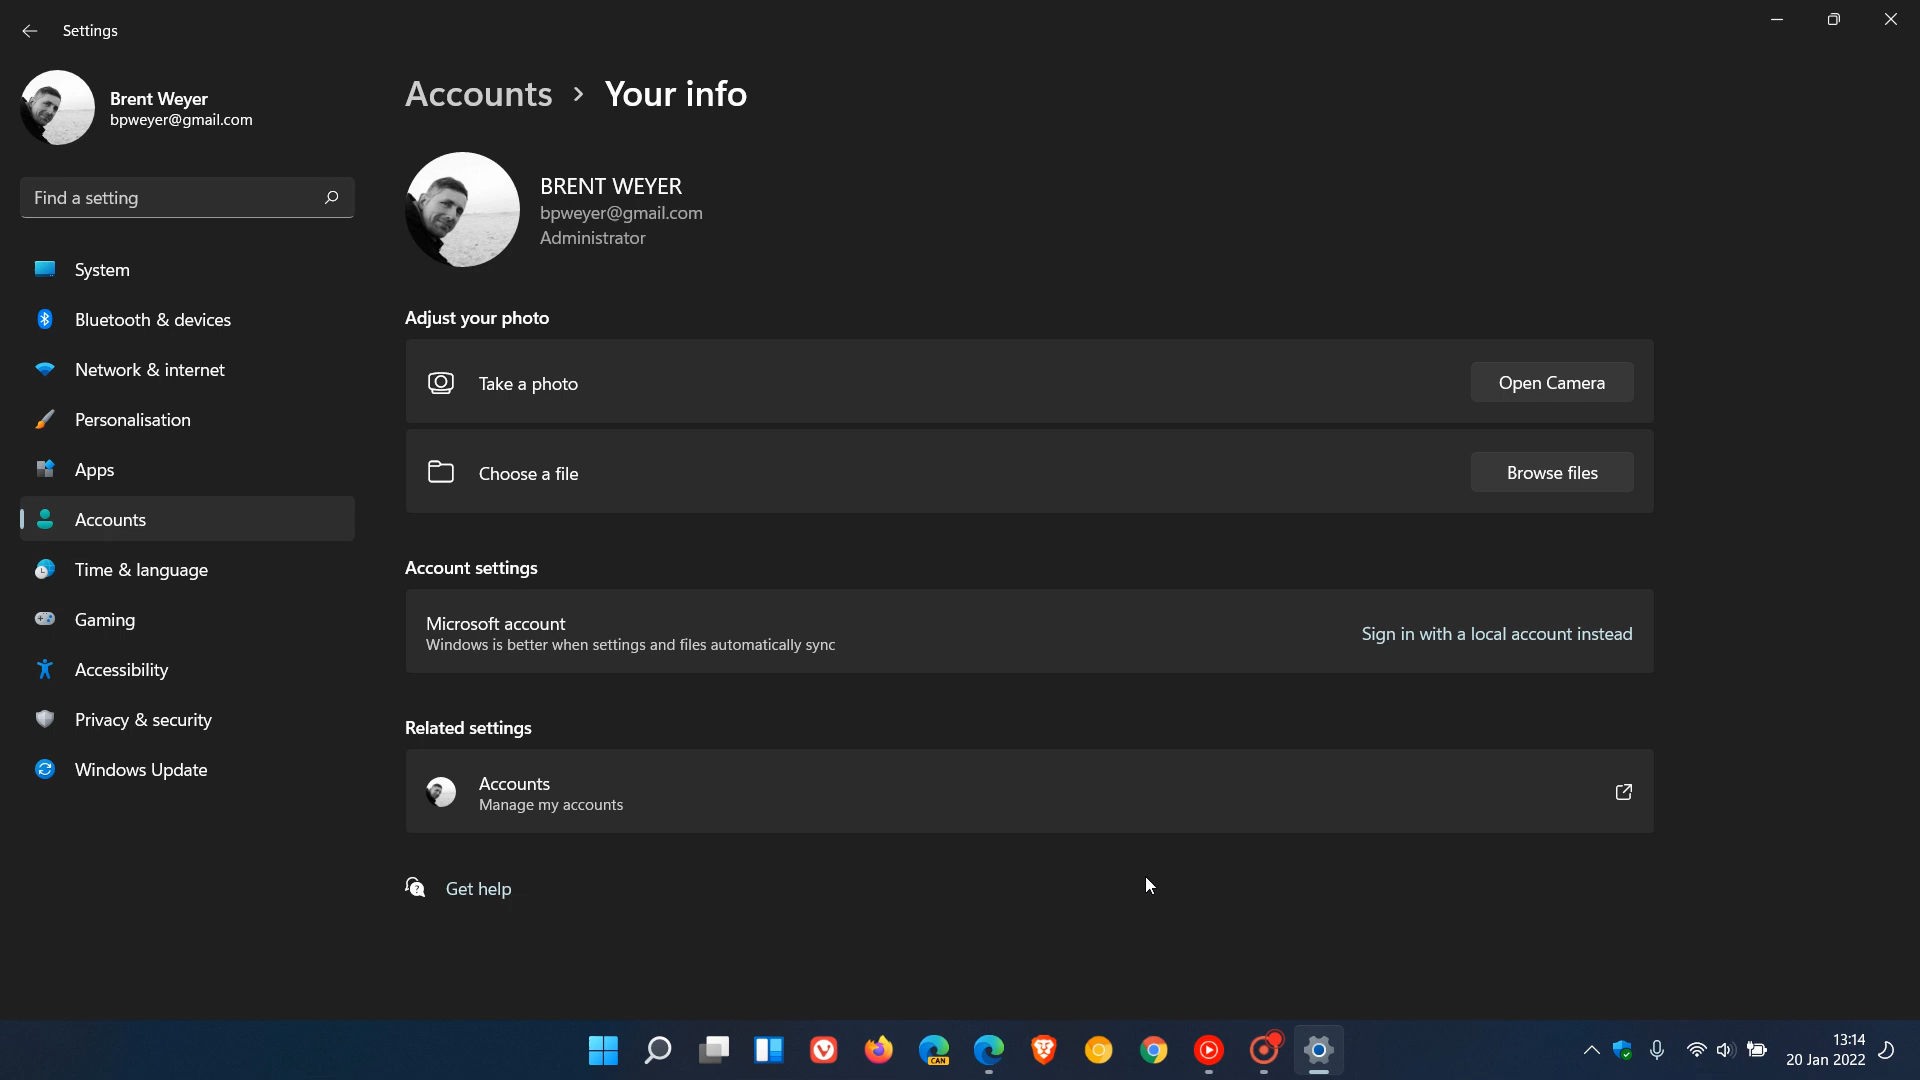 Settings
Brent Weyer
bpweyer@gmail.com
Find a setting
System
Bluetooth & devices
Network & internet
Personalisation
Apps
Accounts
Time & language
Gaming
Accessibility
Privacy & security
Windows Update
Accounts > Your info
BRENT WEYER
bpweyer@gmail.com
Administrator
Adjust your photo
Take a photo
Open Camera
Choose a file
Browse files
Account settings
Microsoft account
Windows is better when settings and files automatically sync
Sign in with a local account instead
Related settings
Accounts
Manage my accounts
Get help
CAN
13:14
20 Jan 2022